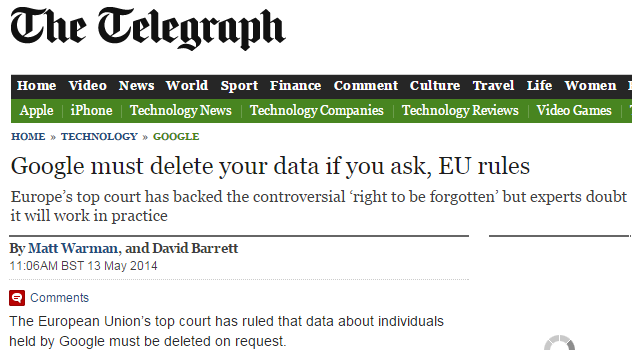 The Telegraph
Home Video News World Sport Finance Comment Culture Travel Life Women
Apple iPhone Technology News Technology Companies Technology Reviews Video Games
HOME » TECHNOLOGY » GOOGLE
Google must delete your data if you ask, EU rules
Europe’s top court has backed the controversial ‘right to be forgotten’ but experts doubt
it will work in practice
By Matt Warman, and David Barrett
11:06AM BST 13 May 2014
Comments
The European Union’s top court has ruled that data about individuals
held by Google must be deleted on request.